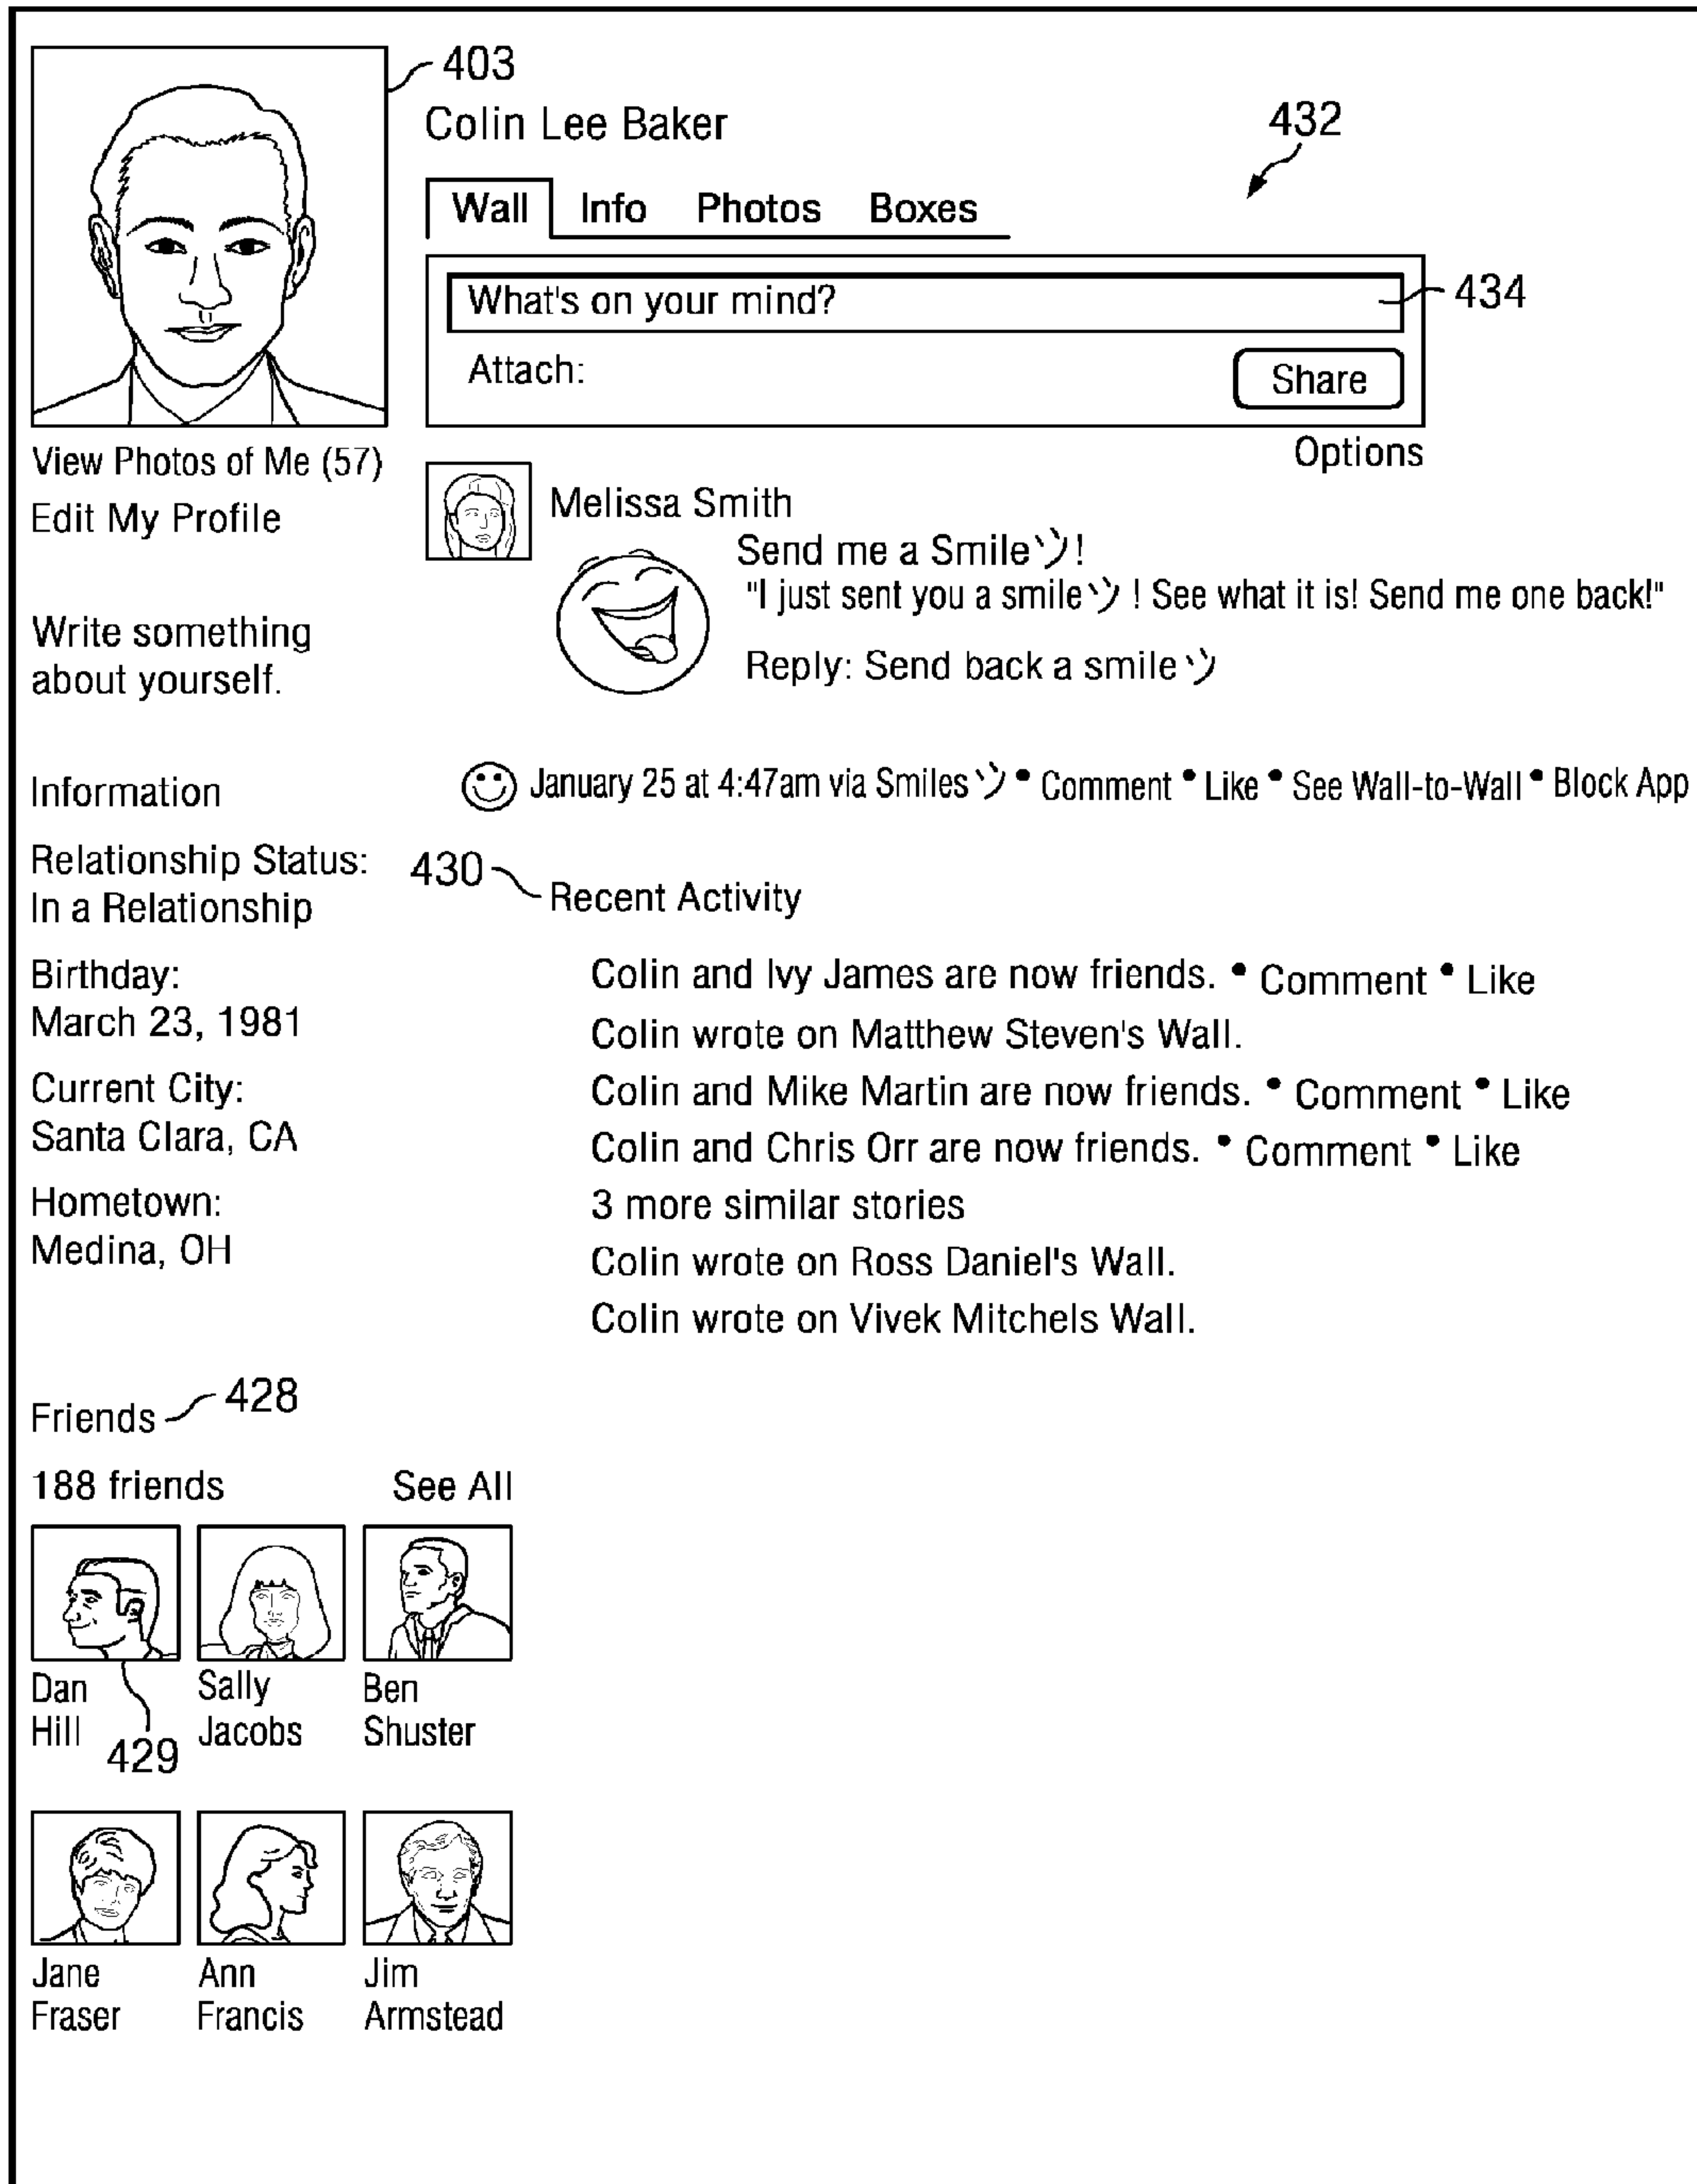 403
Colin Lee Baker
432
Wall Info Photos Boxes
What's on your mind?
434
Attach:
Share
Options
View Photos of Me (57)
Edit My Profile
Write something
about yourself.
Melissa Smith
Send me a Smileツ!
"I just sent you a smileツ ! See what it is! Send me one back!"
Reply: Send back a smileツ
January 25 at 4:47am via Smilesツ • Comment • Like • See Wall-to-Wall • Block App
Information
Relationship Status:
In a Relationship
Birthday:
March 23, 1981
Current City:
Santa Clara, CA
Hometown:
Medina, OH
430
Recent Activity
Colin and Ivy James are now friends. • Comment • Like
Colin wrote on Matthew Steven's Wall.
Colin and Mike Martin are now friends. • Comment • Like
Colin and Chris Orr are now friends. • Comment • Like
3 more similar stories
Colin wrote on Ross Daniel's Wall.
Colin wrote on Vivek Mitchels Wall.
Friends
428
188 friends See All
Dan
Hill
429
Sally
Jacobs
Ben
Shuster
Jane
Fraser
Ann
Francis
Jim
Armstead